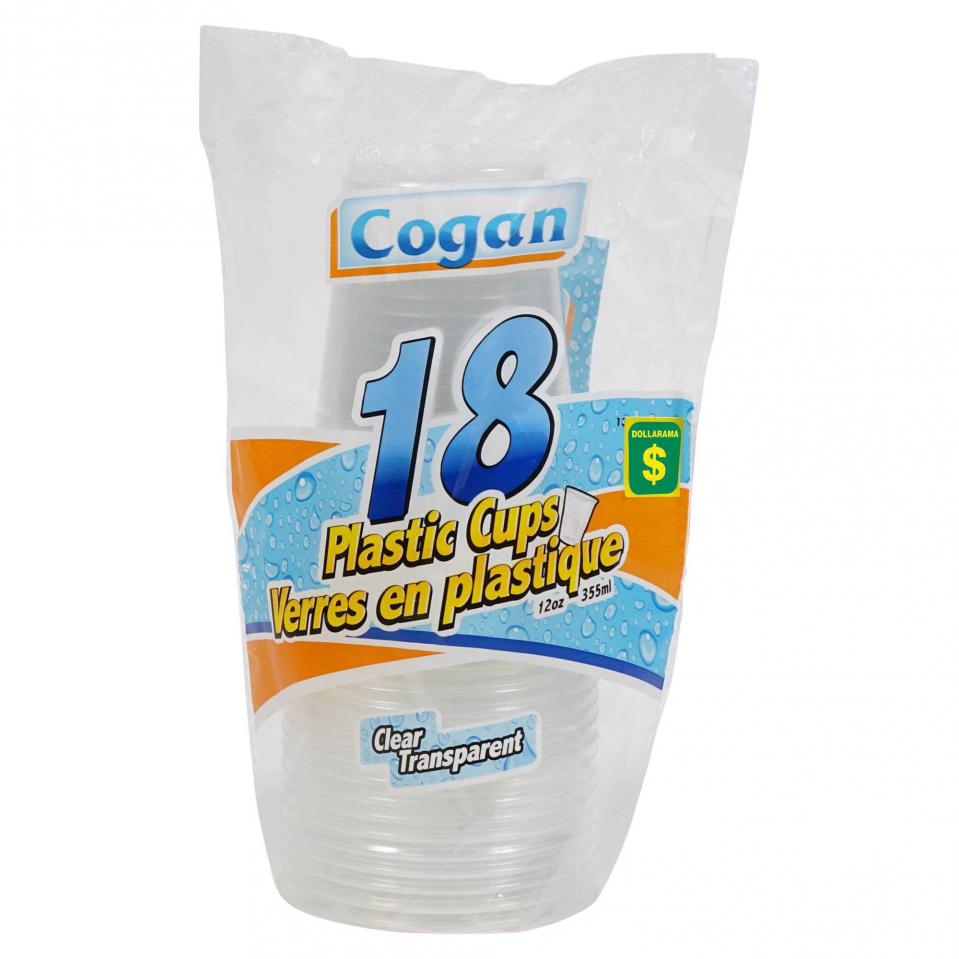 Cogan
18
DOLLARAMA
$
Plastic Cups
Verres en plastique
12oz 355ml
Clear
Transparent